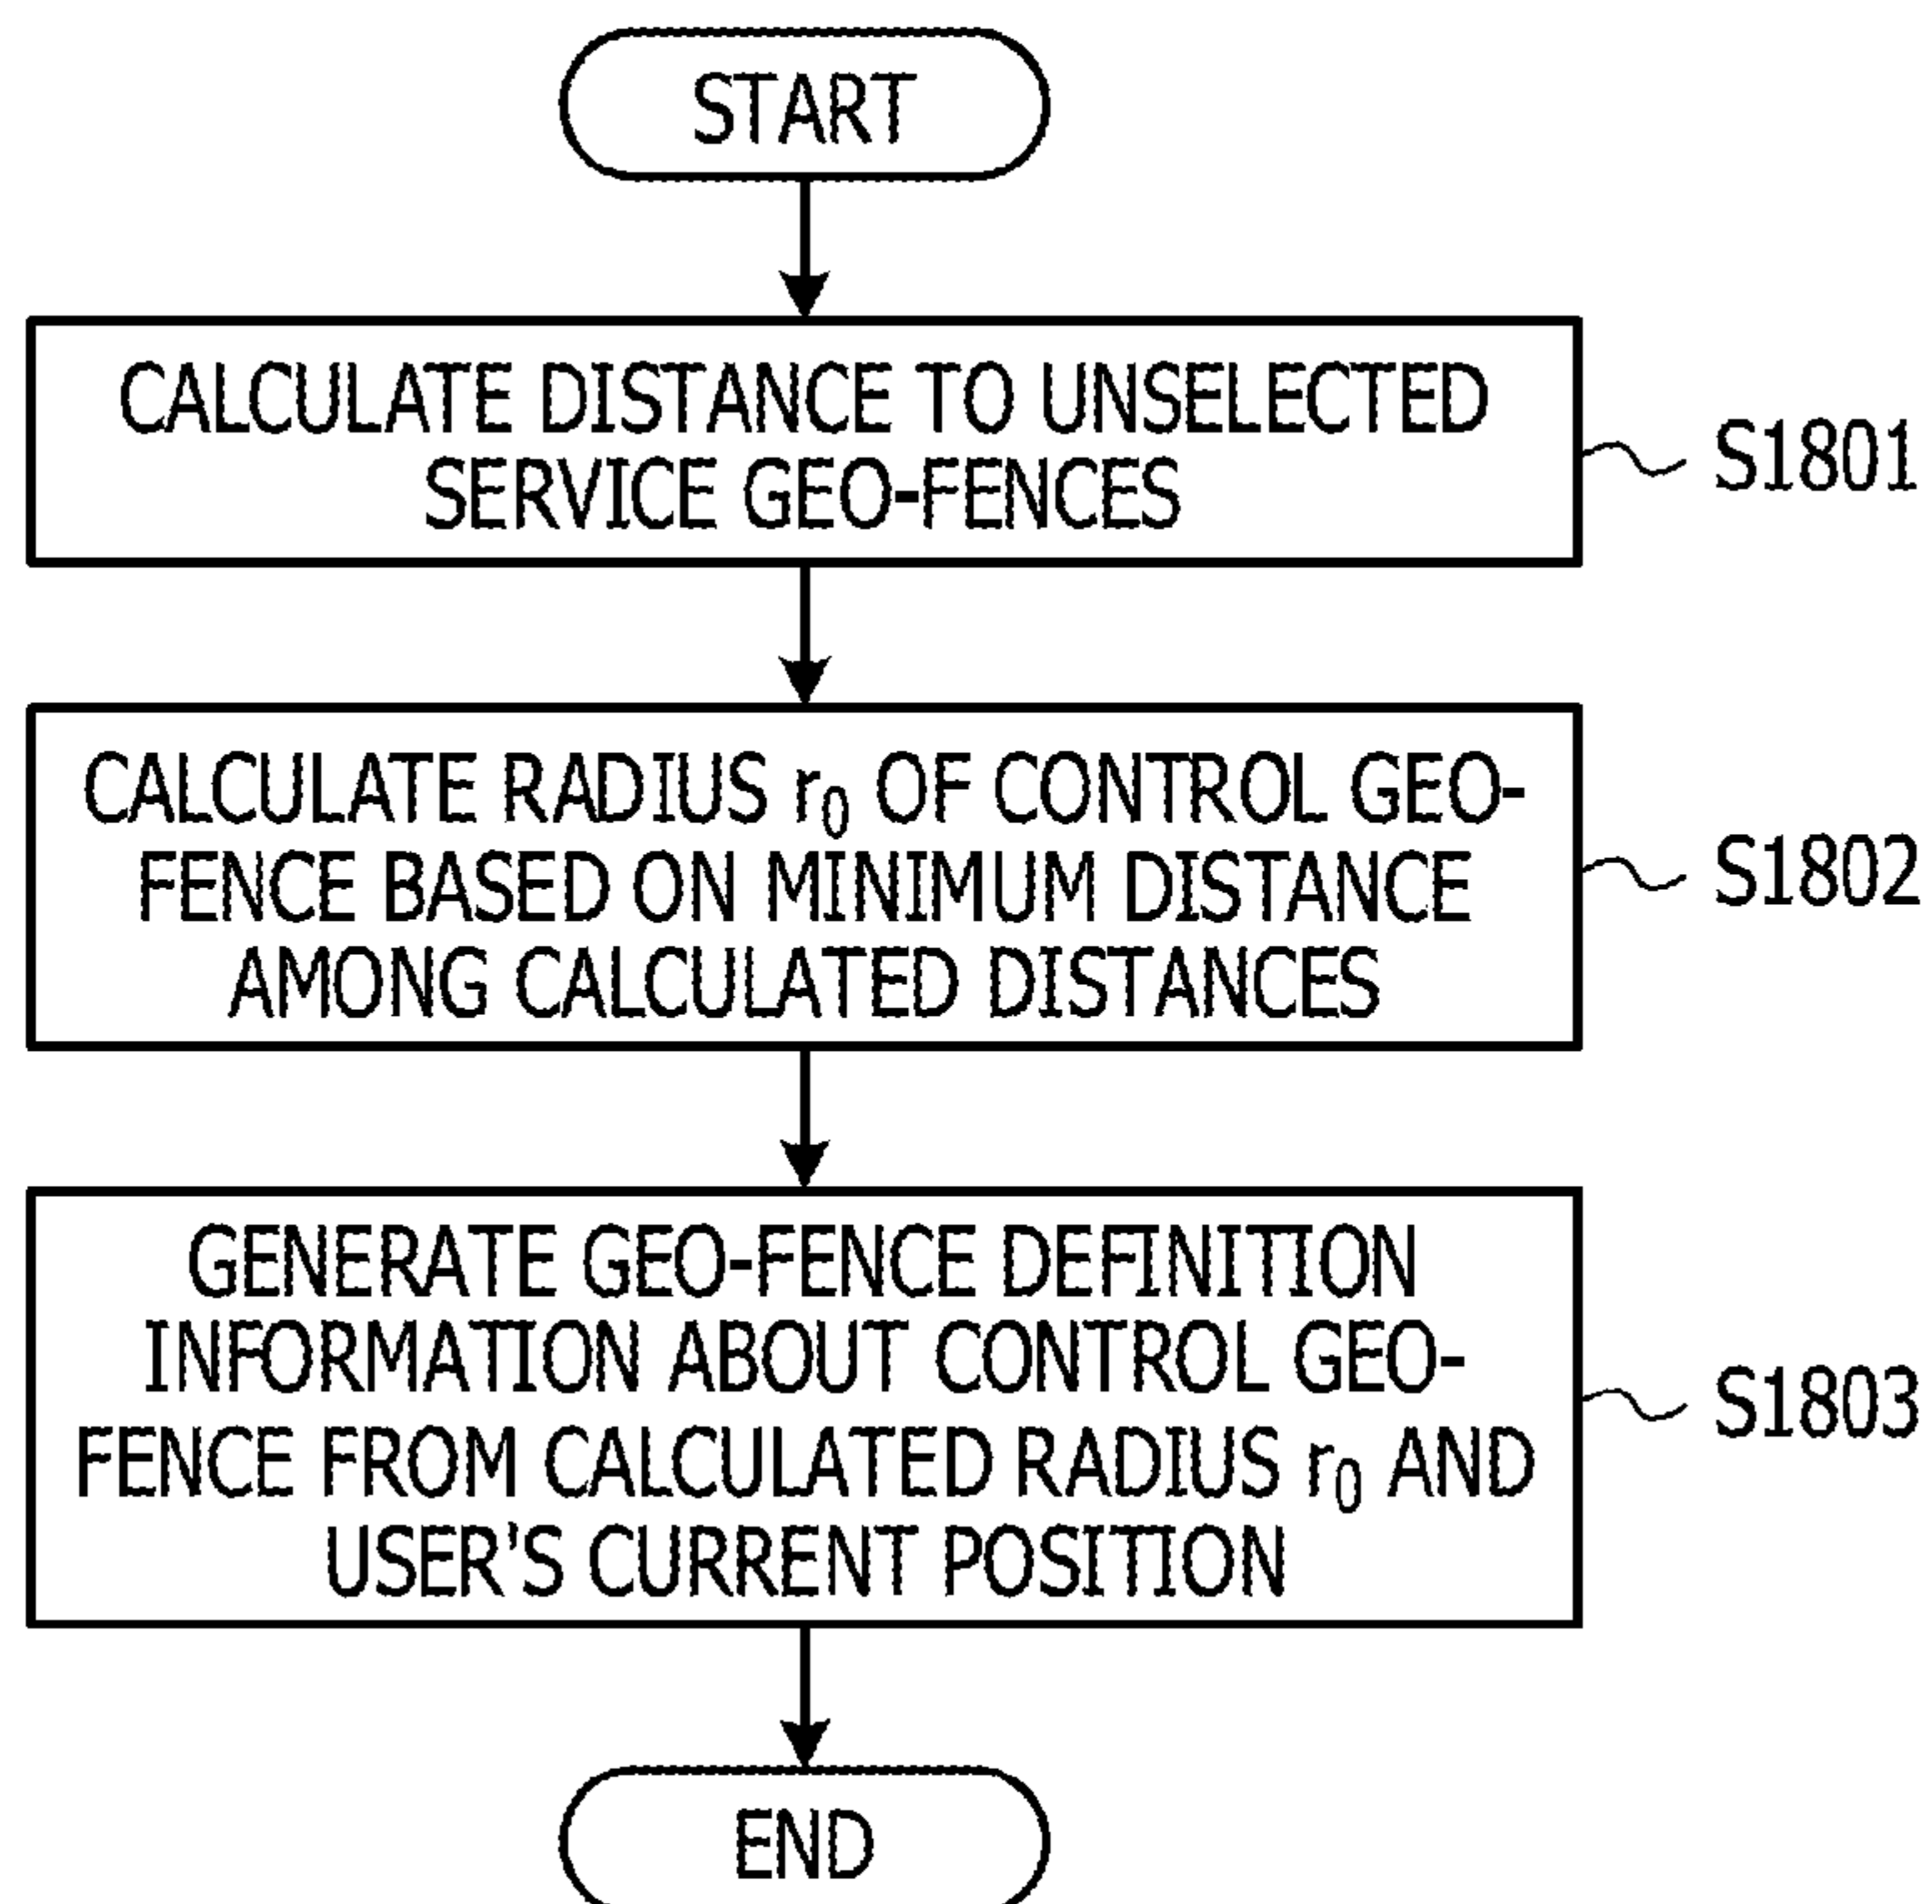 START
CALCULATE DISTANCE TO UNSELECTED
SERVICE GEO-FENCES
S1801
CALCULATE RADIUS r₀ OF CONTROL GEO-
FENCE BASED ON MINIMUM DISTANCE
AMONG CALCULATED DISTANCES
S1802
GENERATE GEO-FENCE DEFINITION
INFORMATION ABOUT CONTROL GEO-
FENCE FROM CALCULATED RADIUS r₀ AND
USER'S CURRENT POSITION
S1803
END